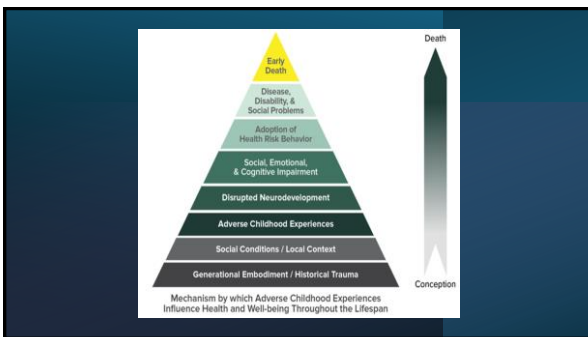 Death
Early
Death
Disease,
Disability, &
Social Problems
Adoption of
Health Risk Behavior
Social, Emotional,
& Cognitive Impairment
Disrupted Neurodevelopment
Adverse Childhood Experiences
Social Conditions / Local Context
Generational Embodiment / Historical Trauma
Conception
Mechanism by which Adverse Childhood Experiences
Influence Health and Well-being Throughout the Lifespan